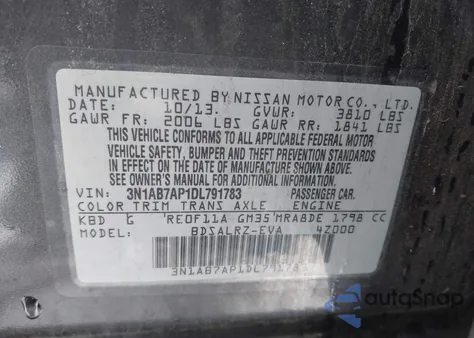 MANUFACTURED BY NISSAN MOTOR CO., LTD.
DATE: 10/13. GVWR: 3810 LBS
GAWR FR: 2006 LBS GAWR RR: 1841 LBS
THIS VEHICLE CONFORMS TO ALL APPLICABLE FEDERAL MOTOR
VEHICLE SAFETY, BUMPER AND THEFT PREVENTION STANDARDS
IN EFFECT ON THE DATE OF MANUFACTURE SHOWN ABOVE.
SEE OWNER'S MANUAL FOR ADDITIONAL INFORMATION.
VIN: 3N1AB7AP1DL791783 PASSENGER CAR.
COLOR TRIM TRANS AXLE ENGINE
KBD G RE0F11A GM35 MRA8DE 1798 CC
MODEL: BDSALRZ-EVA 42000
3N1AB7AP1DL79178
autoSnap